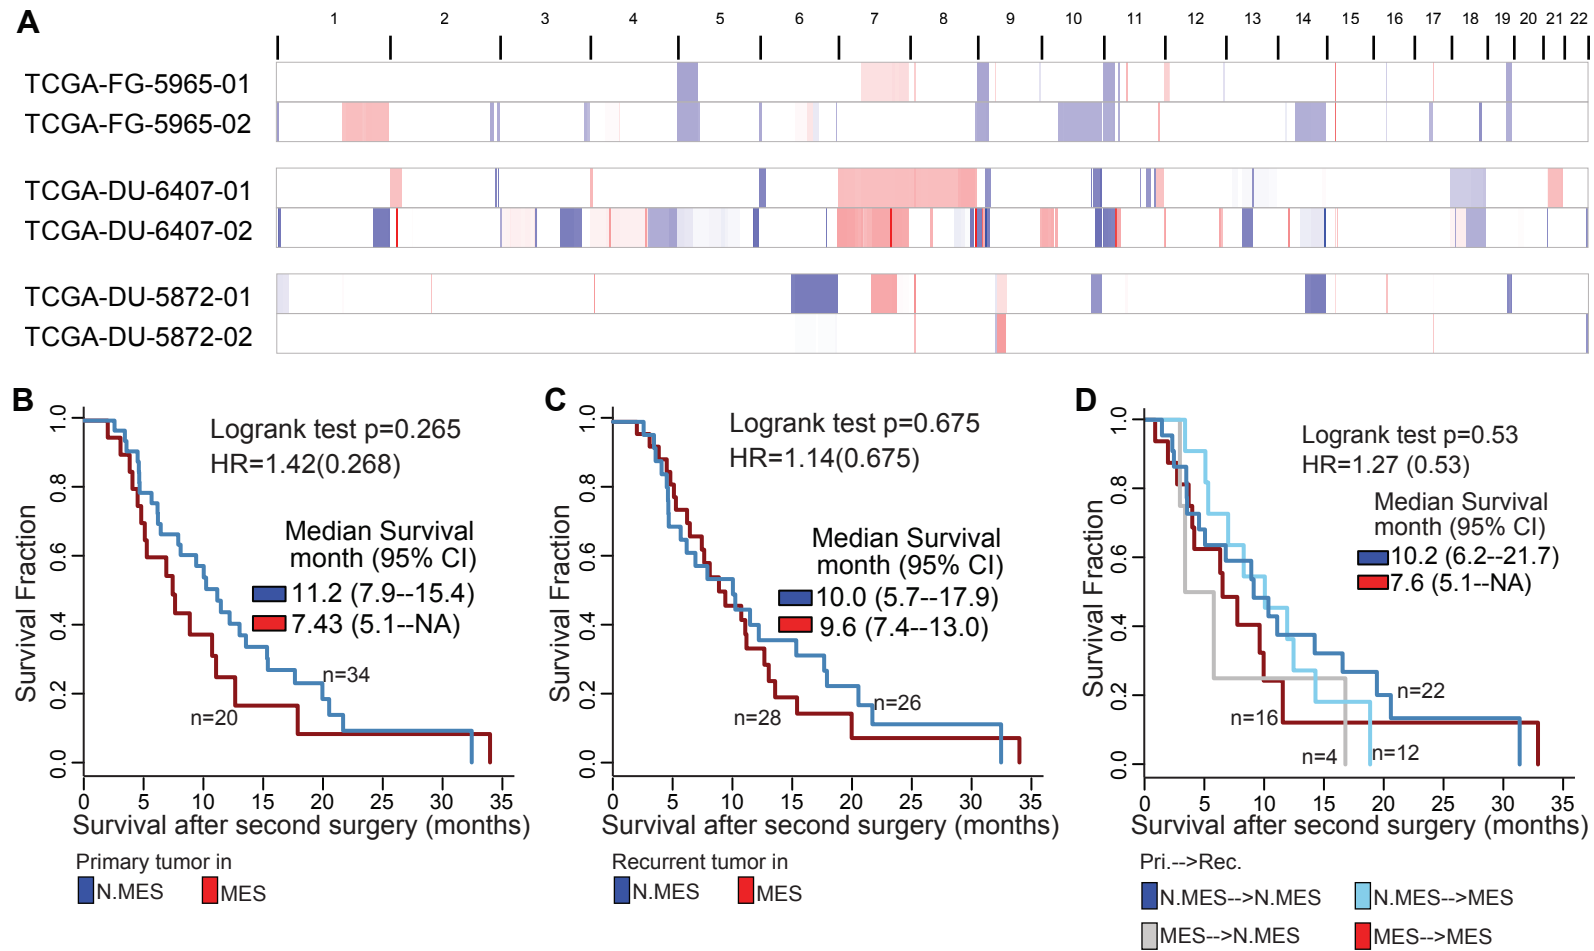 A
1 2 3 4 5 6 7 8 9 10 11 12 13 14 15 16 17 18 19 20 21 22
TCGA-FG-5965-01
TCGA-FG-5965-02
TCGA-DU-6407-01
TCGA-DU-6407-02
TCGA-DU-5872-01
TCGA-DU-5872-02
B
Logrank test p=0.265
HR=1.42(0.268)
Median Survival
month (95% CI)
11.2 (7.9--15.4)
7.43 (5.1--NA)
n=34
n=20
Survival Fraction
1.0
0.8
0.6
0.4
0.2
0.0
0 5 10 15 20 25 30 35
Survival after second surgery (months)
Primary tumor in
N.MES MES
C
Logrank test p=0.675
HR=1.14(0.675)
Median Survival
month (95% CI)
10.0 (5.7--17.9)
9.6 (7.4--13.0)
n=26
n=28
Survival Fraction
1.0
0.8
0.6
0.4
0.2
0.0
0 5 10 15 20 25 30 35
Survival after second surgery (months)
Recurrent tumor in
N.MES MES
D
Logrank test p=0.53
HR=1.27 (0.53)
Median Survival
month (95% CI)
10.2 (6.2--21.7)
7.6 (5.1--NA)
n=22
n=16
n=4
n=12
Survival Fraction
1.0
0.8
0.6
0.4
0.2
0.0
0 5 10 15 20 25 30 35
Survival after second surgery (months)
Pri.-->Rec.
N.MES-->N.MES N.MES-->MES
MES-->N.MES MES-->MES